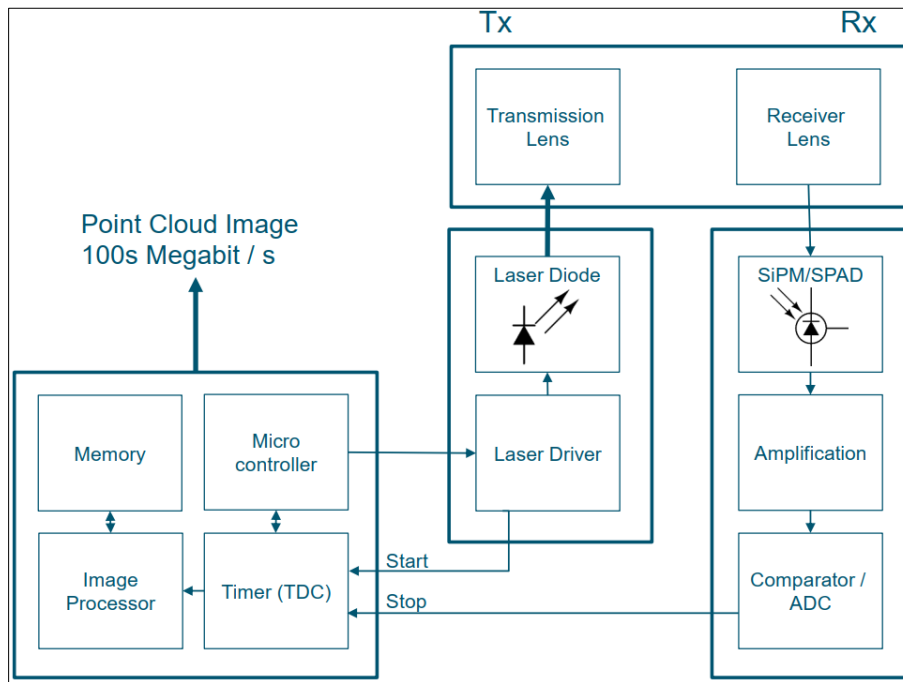 Tx
Rx
Transmission
Lens
Receiver
Lens
Point Cloud Image
100s Megabit / s
Laser Diode
SiPM/SPAD
Memory
Micro
controller
Laser Driver
Amplification
Image
Processor
Timer (TDC)
Start
Stop
Comparator /
ADC